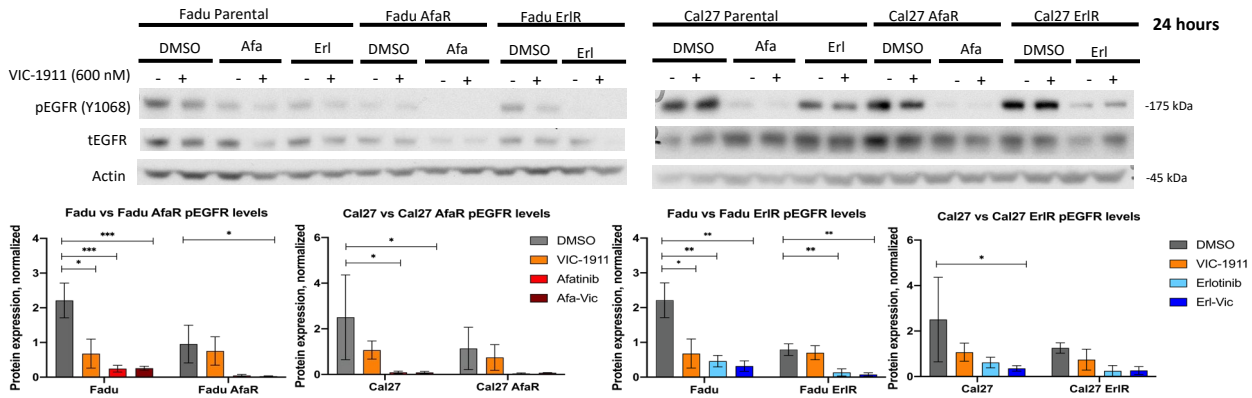 Fadu Parental Fadu AfaR Fadu ErlR Cal27 Parental Cal27 AfaR Cal27 ErlR 24 hours
DMSO Afa Erl DMSO Afa DMSO Erl DMSO Afa Erl DMSO Afa DMSO Erl
VIC-1911 (600 nM) - + - + - + - + - + - + - + - + - + - + - + - + - + - +
pEGFR (Y1068) -175 kDa
tEGFR
Actin -45 kDa
Fadu vs Fadu AfaR pEGFR levels
Protein expression, normalized
4
3
2
1
0
***
***
*
*
Fadu Fadu AfaR
Cal27 vs Cal27 AfaR pEGFR levels
Protein expression, normalized
6
4
2
0
*
*
Cal27 Cal27 AfaR
DMSO
VIC-1911
Afatinib
Afa-Vic
Fadu vs Fadu ErlR pEGFR levels
Protein expression, normalized
4
3
2
1
0
**
**
*
**
**
Fadu Fadu ErlR
Cal27 vs Cal27 ErlR pEGFR levels
Protein expression, normalized
6
4
2
0
*
Cal27 Cal27 ErlR
DMSO
VIC-1911
Erlotinib
Erl-Vic